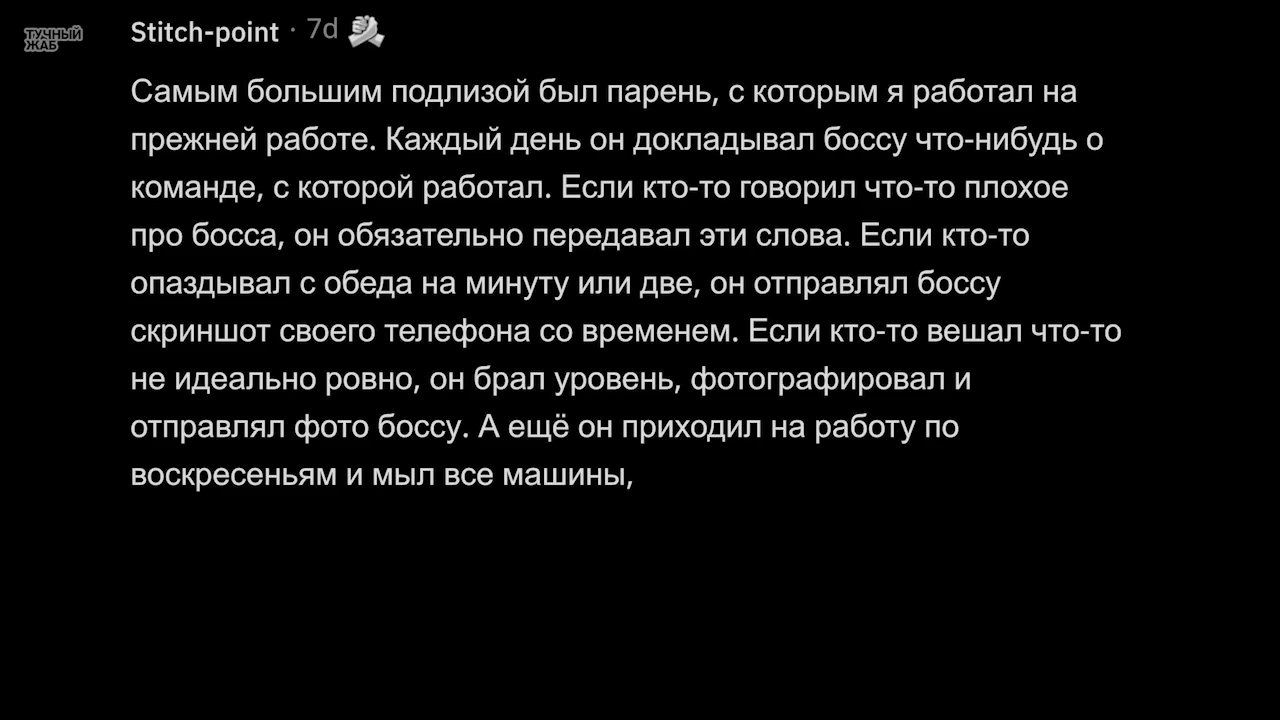 ТУЧНЫЙ
ЖАБ
Stitch-point · 7d
Самым большим подлизой был парень, с которым я работал на
прежней работе. Каждый день он докладывал боссу что-нибудь о
команде, с которой работал. Если кто-то говорил что-то плохое
про босса, он обязательно передавал эти слова. Если кто-то
опаздывал с обеда на минуту или две, он отправлял боссу
скриншот своего телефона со временем. Если кто-то вешал что-то
не идеально ровно, он брал уровень, фотографировал и
отправлял фото боссу. А ещё он приходил на работу по
воскресеньям и мыл все машины,